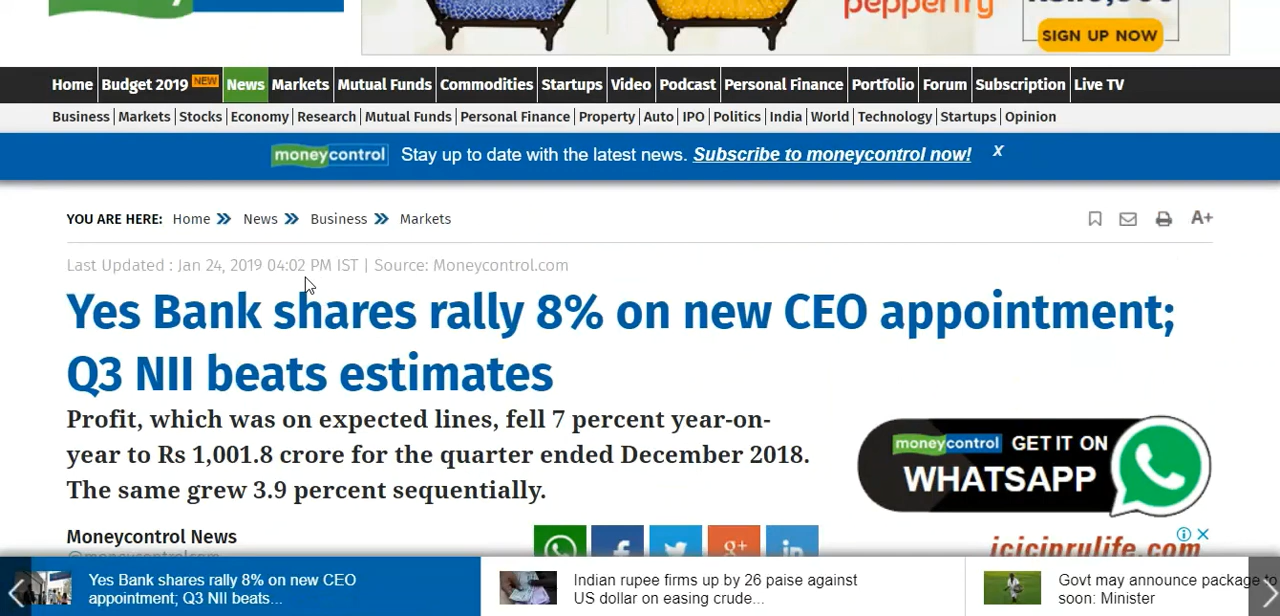 pepperfry
SIGN UP NOW
Home Budget 2019 NEW News Markets Mutual Funds Commodities Startups Video Podcast Personal Finance Portfolio Forum Subscription Live TV
Business Markets Stocks Economy Research Mutual Funds Personal Finance Property Auto IPO Politics India World Technology Startups Opinion
moneycontrol Stay up to date with the latest news. Subscribe to moneycontrol now! X
YOU ARE HERE: Home News Business Markets A+
Last Updated : Jan 24, 2019 04:02 PM IST | Source: Moneycontrol.com
Yes Bank shares rally 8% on new CEO appointment;
Q3 NII beats estimates
Profit, which was on expected lines, fell 7 percent year-on-
year to Rs 1,001.8 crore for the quarter ended December 2018.
The same grew 3.9 percent sequentially.
moneycontrol GET IT ON
WHATSAPP
Moneycontrol News
@moneycontrolcom
f g+ in
iciciprulife.com
Yes Bank shares rally 8% on new CEO
appointment; Q3 NII beats...
Indian rupee firms up by 26 paise against
US dollar on easing crude...
Govt may announce package to
soon: Minister